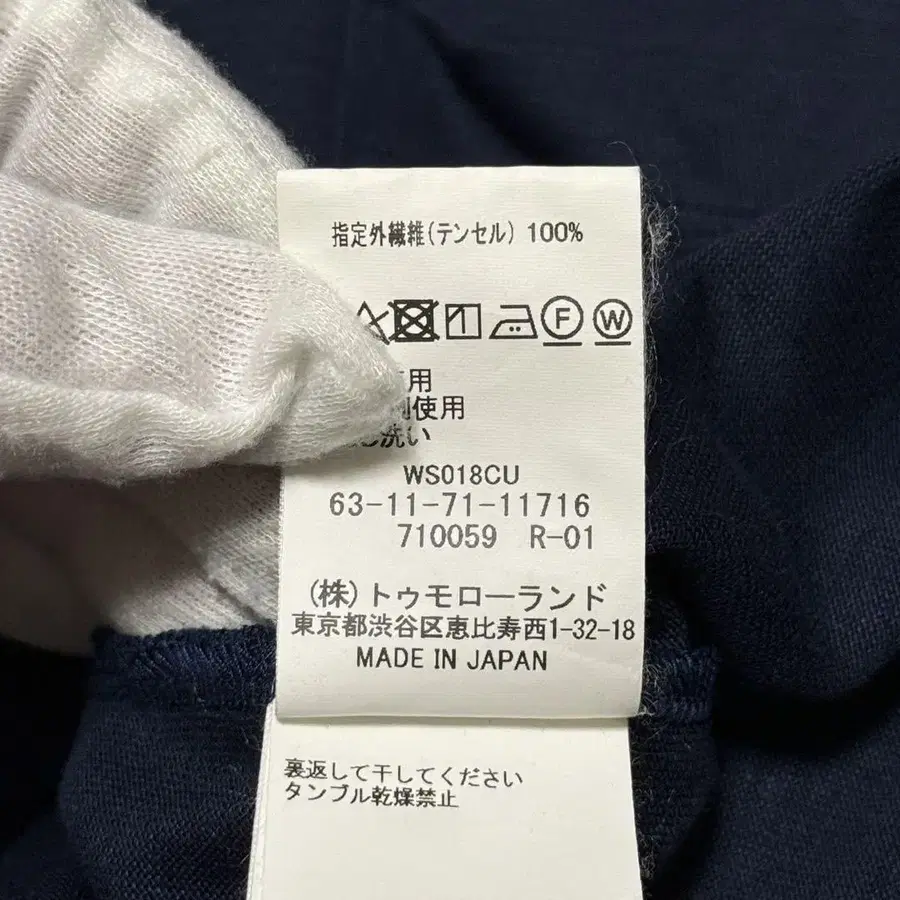 指定外繊維(テンセル) 100%
F W
用
使用
洗い
WS018CU
63-11-71-11716
710059 R-01
(株)トゥモローランド
東京都渋谷区恵比寿西1-32-18
MADE IN JAPAN
裏返して干してください
タンブル乾燥禁止